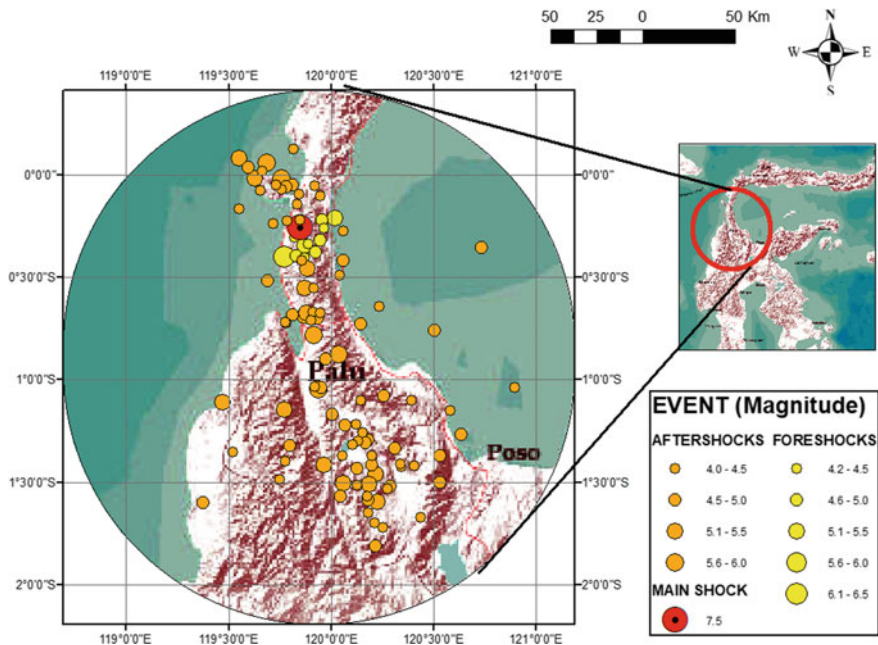 50 25 0 50 Km
N
W E
S
119°0'0"E 119°30'0"E 120°0'0"E 120°30'0"E 121°0'0"E
0°0'0"
0°30'0"S
1°0'0"S
1°30'0"S
2°0'0"S
0°0'0"
0°30'0"S
1°0'0"S
1°30'0"S
2°0'0"S
Palu
Poso
119°0'0"E 119°30'0"E 120°0'0"E 120°30'0"E 121°0'0"E
EVENT (Magnitude)
AFTERSHOCKS FORESHOCKS
4.0 - 4.5 4.2 - 4.5
4.5 - 5.0 4.6 - 5.0
5.1 - 5.5 5.1 - 5.5
5.6 - 6.0 5.6 - 6.0
MAIN SHOCK 6.1 - 6.5
7.5